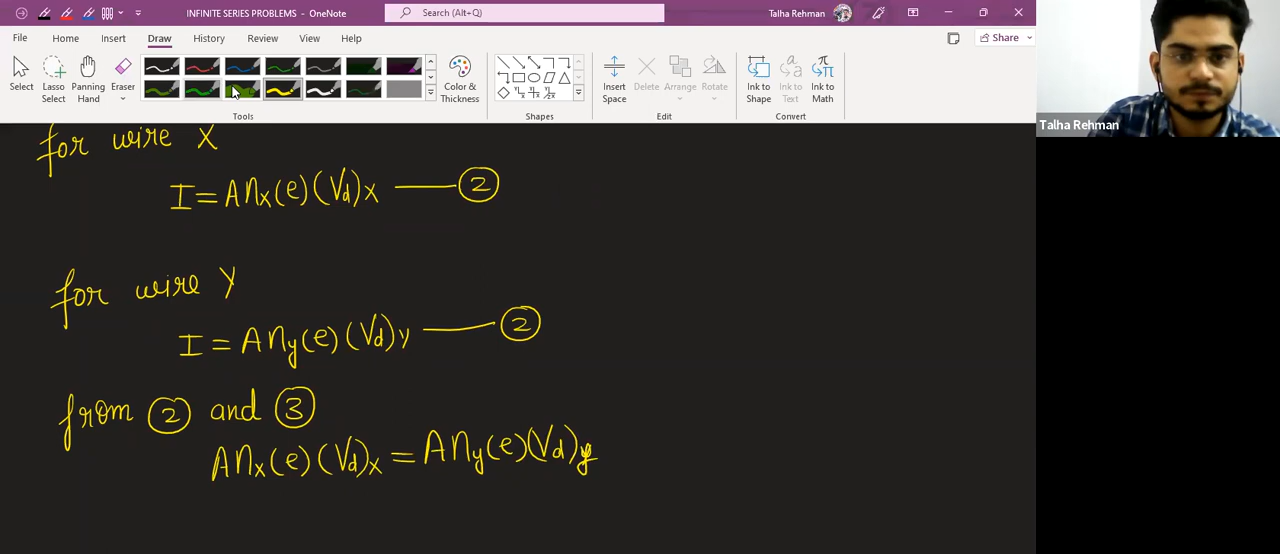 INFINITE SERIES PROBLEMS - OneNote
Search (Alt+Q)
Talha Rehman
File Home Insert Draw History Review View Help
Share
Select
Lasso Select
Panning Hand
Eraser
Color & Thickness
Insert Space
Delete
Arrange
Rotate
Ink to Shape
Ink to Text
Ink to Math
Tools
Shapes
Edit
Convert
Talha Rehman
for wire X
I = Anx(e)(Vd)x — 2
for wire Y
I = Any(e)(Vd)y — 2
from 2 and 3
Anx(e)(Vd)x = Any(e)(Vd)y